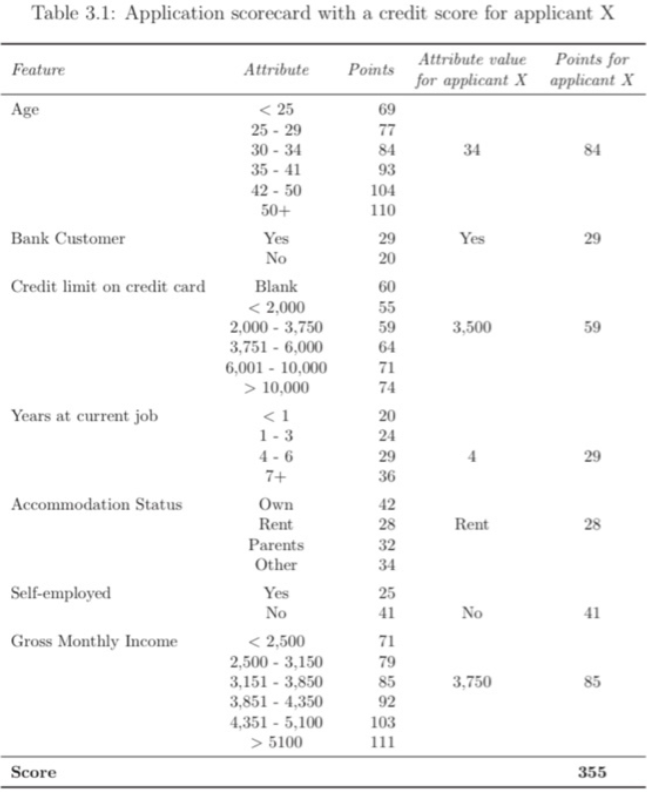 Table 3.1: Application scorecard with a credit score for applicant X
Feature Attribute Points Attribute value for applicant X Points for applicant X
Age < 25 69
25 - 29 77
30 - 34 84 34 84
35 - 41 93
42 - 50 104
50+ 110
Bank Customer Yes 29 Yes 29
No 20
Credit limit on credit card Blank 60
< 2,000 55
2,000 - 3,750 59 3,500 59
3,751 - 6,000 64
6,001 - 10,000 71
> 10,000 74
Years at current job < 1 20
1 - 3 24
4 - 6 29 4 29
7+ 36
Accommodation Status Own 42
Rent 28 Rent 28
Parents 32
Other 34
Self-employed Yes 25
No 41 No 41
Gross Monthly Income < 2,500 71
2,500 - 3,150 79
3,151 - 3,850 85 3,750 85
3,851 - 4,350 92
4,351 - 5,100 103
> 5100 111
Score 355